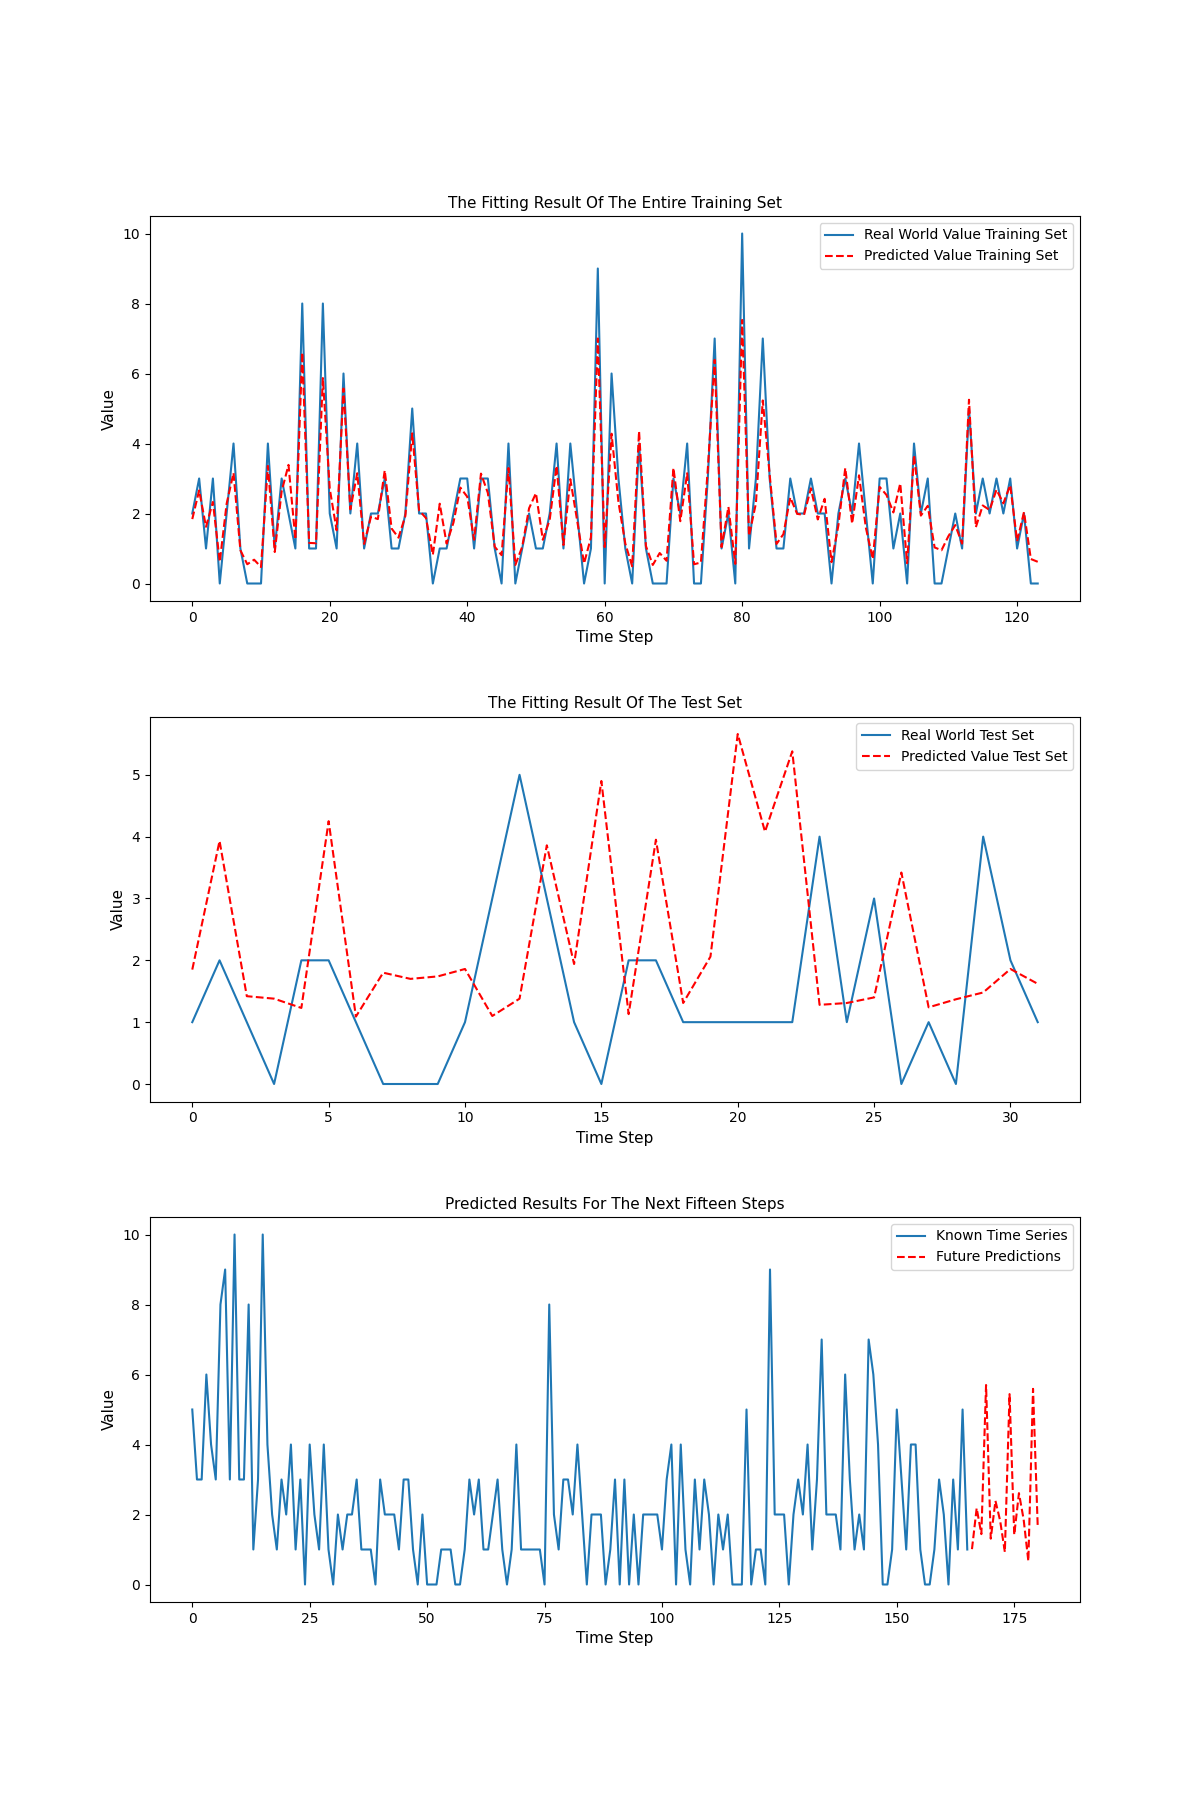 The Fitting Result Of The Entire Training Set
Real World Value Training Set
Predicted Value Training Set
Value
10
8
6
4
2
0
0 20 40 60 80 100 120
Time Step
The Fitting Result Of The Test Set
Real World Test Set
Predicted Value Test Set
Value
5
4
3
2
1
0
0 5 10 15 20 25 30
Time Step
Predicted Results For The Next Fifteen Steps
Known Time Series
Future Predictions
Value
10
8
6
4
2
0
0 25 50 75 100 125 150 175
Time Step